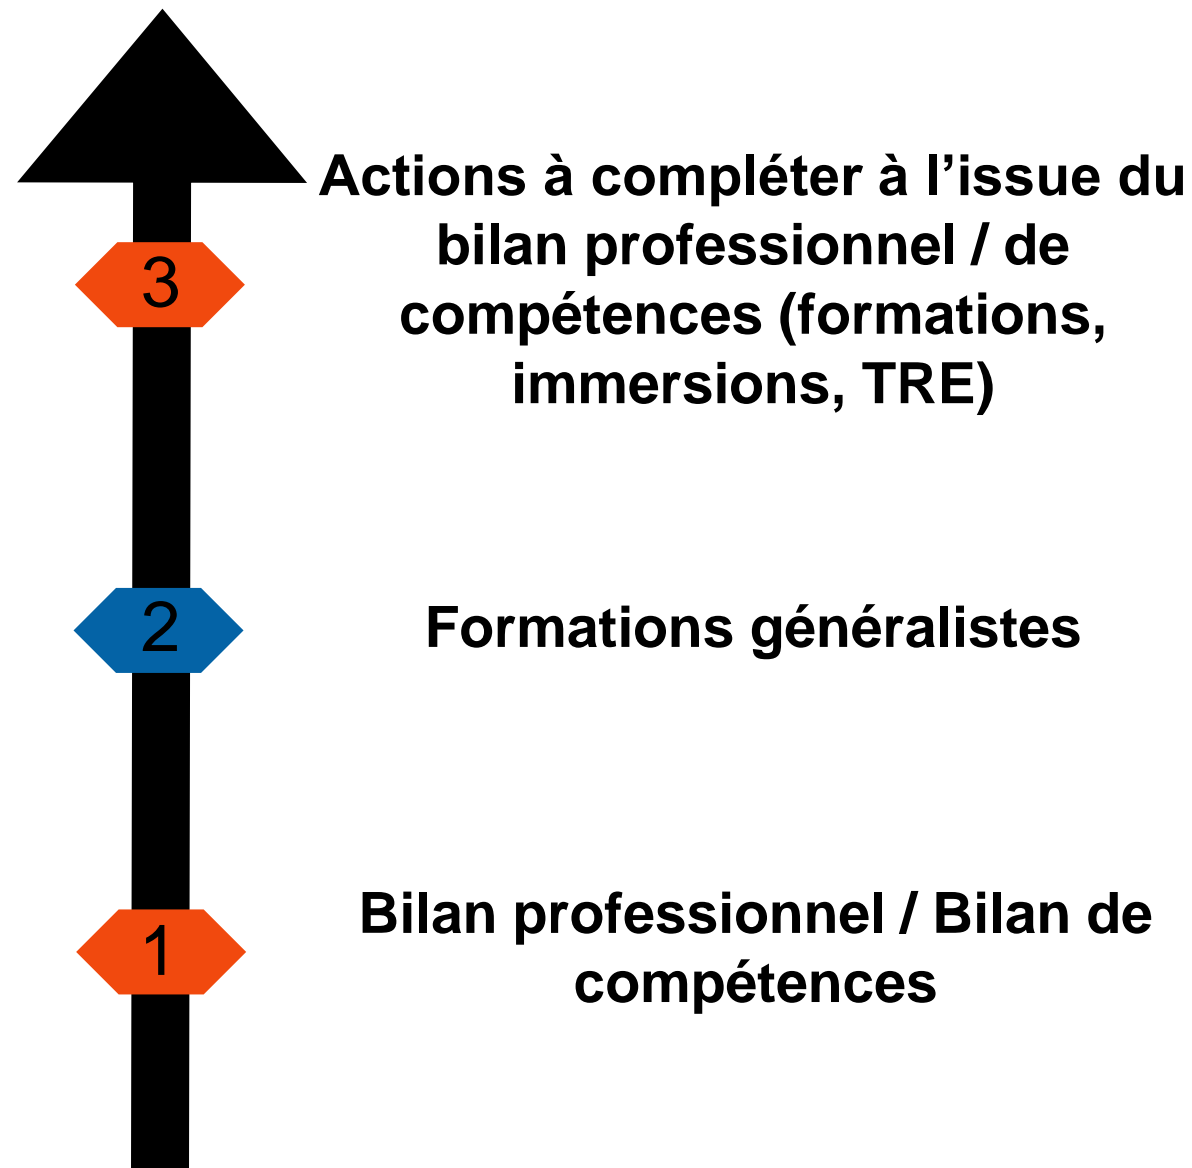 3
Actions à compléter à l’issue du
bilan professionnel / de
compétences (formations,
immersions, TRE)
2
Formations généralistes
1
Bilan professionnel / Bilan de
compétences